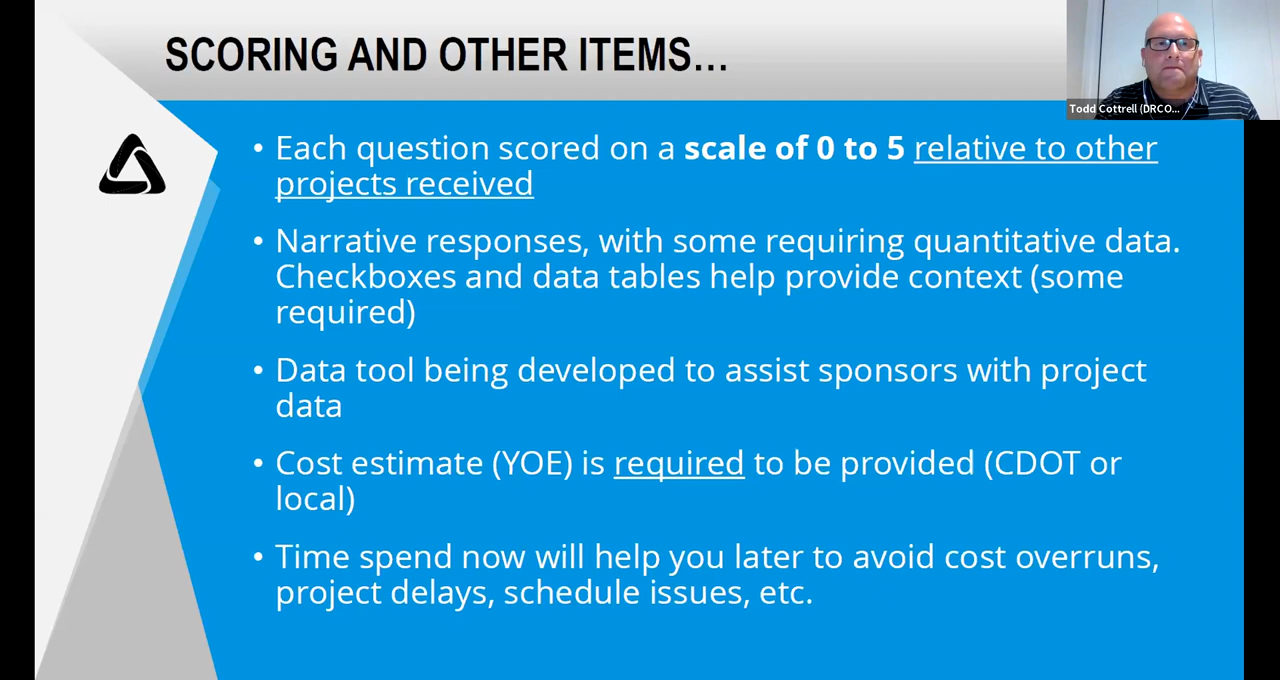 SCORING AND OTHER ITEMS...
Todd Cottrell (DRCO...
• Each question scored on a scale of 0 to 5 relative to other
projects received
• Narrative responses, with some requiring quantitative data.
Checkboxes and data tables help provide context (some
required)
• Data tool being developed to assist sponsors with project
data
• Cost estimate (YOE) is required to be provided (CDOT or
local)
• Time spend now will help you later to avoid cost overruns,
project delays, schedule issues, etc.